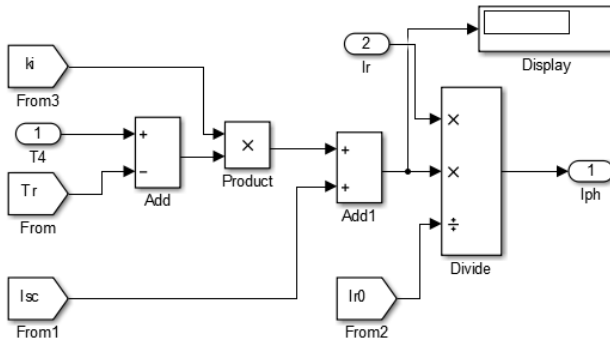 ki
From3
1
T4
Tr
From
Isc
From1
+
−
Add
×
Product
+
+
Add1
2
Ir
Display
×
×
÷
Divide
Ir0
From2
1
Iph